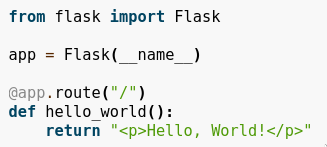 from flask import Flask

app = Flask(__name__)

@app.route("/")
def hello_world():
    return "<p>Hello, World!</p>"